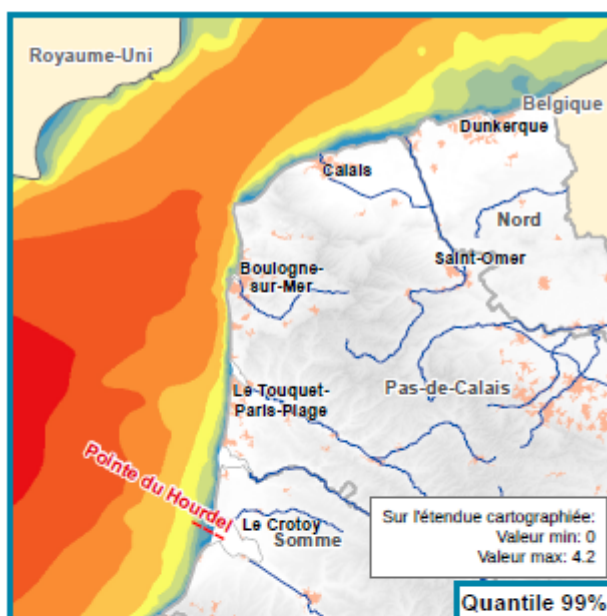 Royaume-Uni
Belgique
Dunkerque
Calais
Nord
Saint-Omer
Boulogne-
sur-Mer
Pas-de-Calais
Le Touquet-
Paris-Plage
Pointe du Hourdel
Le Crotoy
Somme
Sur l'étendue cartographiée:
Valeur min: 0
Valeur max: 4.2
Quantile 99%